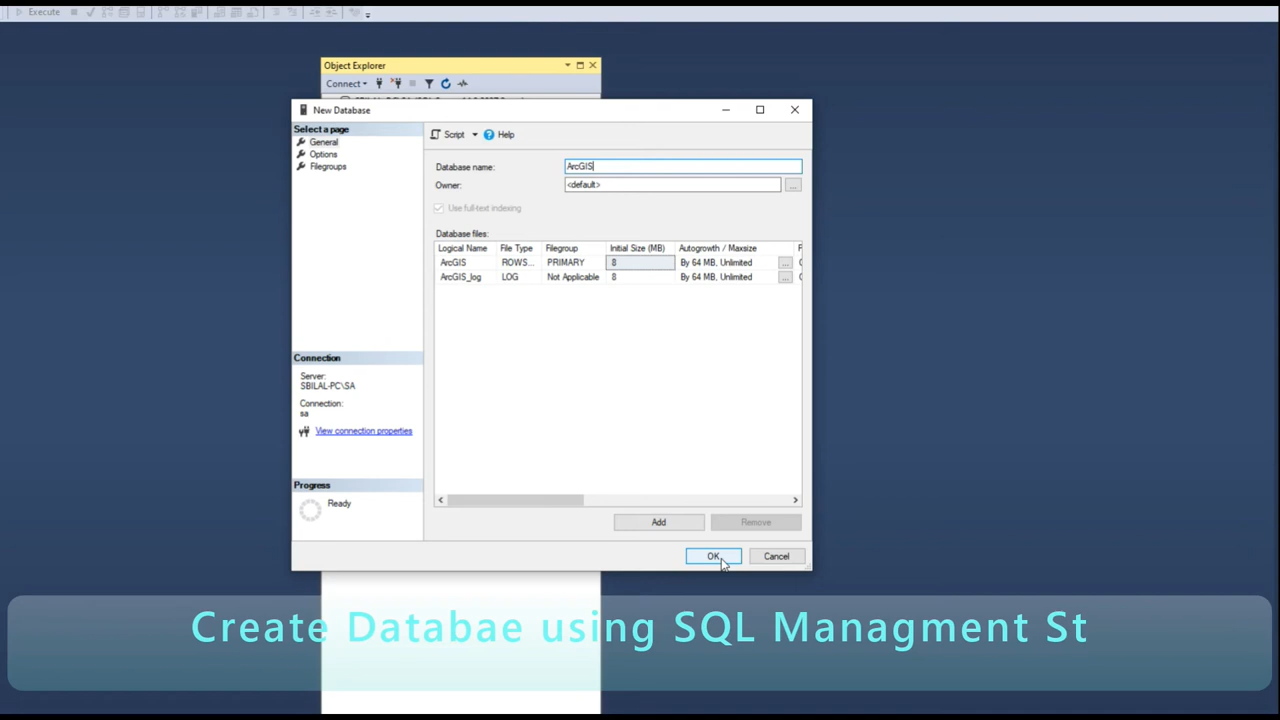 Execute
Object Explorer
Connect
New Database
Select a page
General
Options
Filegroups
Script
Help
Database name:
ArcGIS
Owner:
<default>
...
Use full-text indexing
Database files:
Logical Name File Type Filegroup Initial Size (MB) Autogrowth / Maxsize
ArcGIS ROWS... PRIMARY 8 By 64 MB, Unlimited ...
ArcGIS_log LOG Not Applicable 8 By 64 MB, Unlimited ...
Connection
Server:
SBILAL-PC\SA
Connection:
sa
View connection properties
Progress
Ready
Add
Remove
OK
Cancel
Create Databae using SQL Managment St